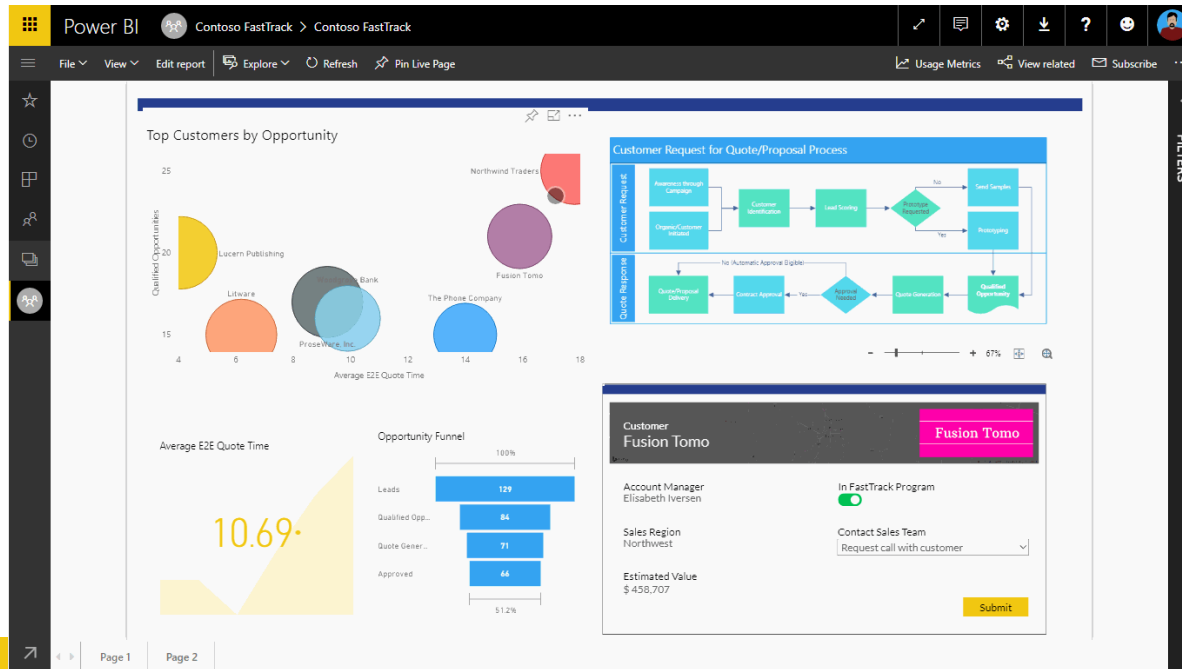 Power BI
Contoso FastTrack > Contoso FastTrack
?
File View Edit report Explore Refresh Pin Live Page
Usage Metrics View related Subscribe
FILTERS
Top Customers by Opportunity
Qualified Opportunities
25
20
15
Northwind Traders
Lucern Publishing
Fusion Tomo
Litware
Bank
The Phone Company
ProseWare, Inc.
4 6 8 10 12 14 16 18
Average E2E Quote Time
Customer Request for Quote/Proposal Process
Customer Request
Awareness through
Campaign
Organic/Customer
Initiated
Customer
Identification
Lead Scoring
Prototype
Requested
No
Yes
Send Samples
Prototyping
Quote Response
No (Automatic Approval Eligible)
Quote/Proposal
Delivery
Contract Approval
Yes
Approval
Needed
Quote Generation
Qualified
Opportunity
- + 67%
Average E2E Quote Time
10.69
Opportunity Funnel
100%
Leads 129
Qualified Opp... 84
Quote Gener... 71
Approved 66
51.2%
Customer
Fusion Tomo
Fusion Tomo
Account Manager
Elisabeth Iversen
In FastTrack Program
Sales Region
Northwest
Contact Sales Team
Request call with customer
Estimated Value
$ 458,707
Submit
Page 1 Page 2